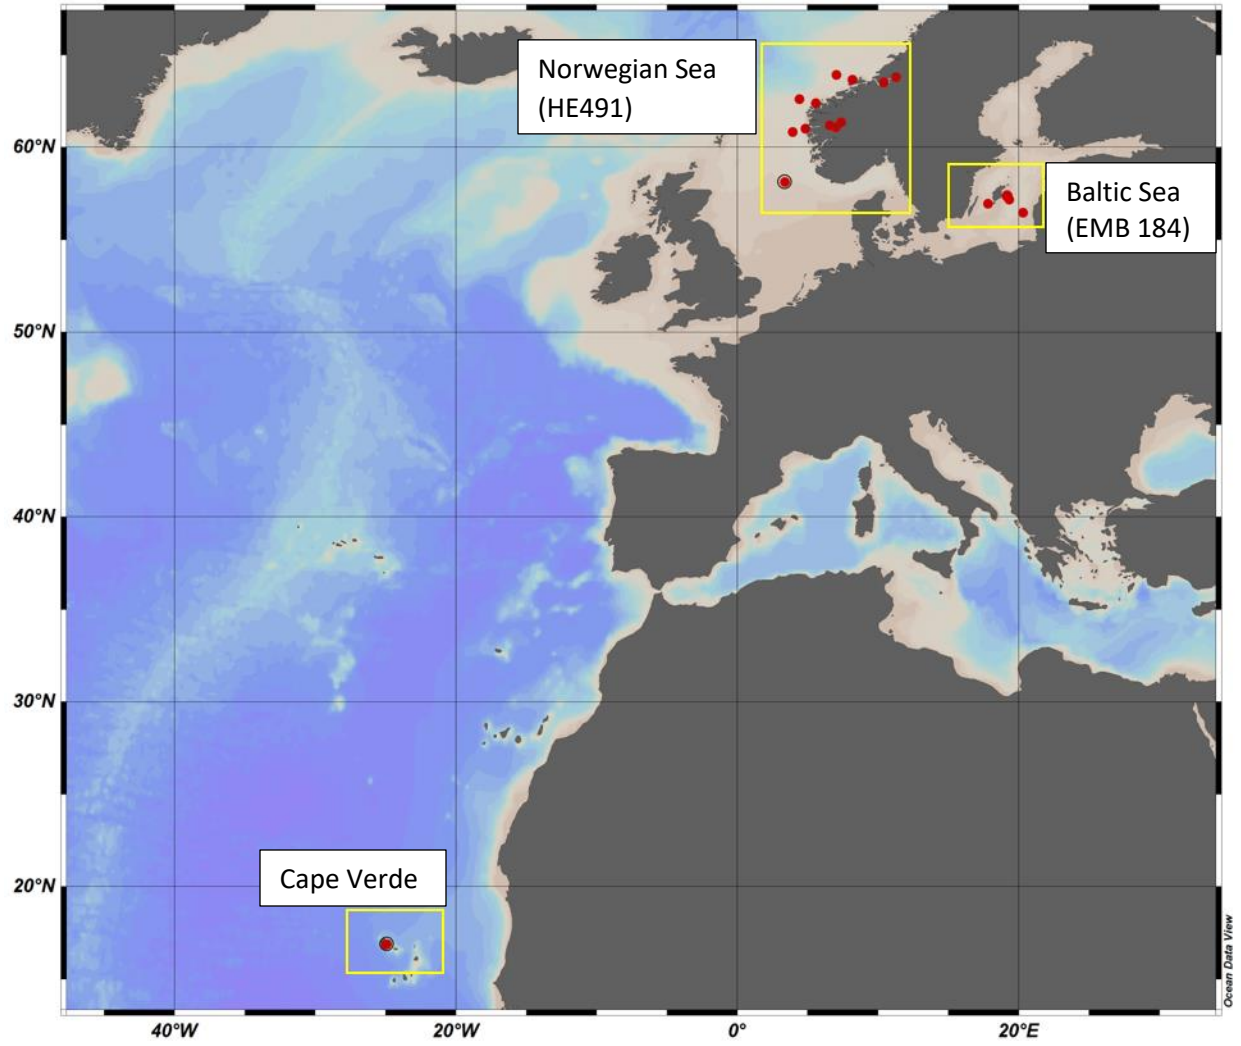 Norwegian Sea
(HE491)
Baltic Sea
(EMB 184)
Cape Verde
60°N
50°N
40°N
30°N
20°N
40°W
20°W
0°
20°E
Ocean Data View